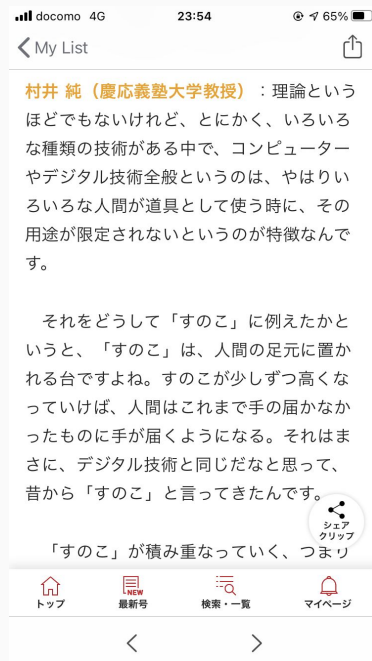 docomo 4G
23:54
65%
My List
村井 純（慶応義塾大学教授）：理論という
ほどでもないけれど、とにかく、いろいろ
な種類の技術がある中で、コンピューター
やデジタル技術全般というのは、やはりい
ろいろな人間が道具として使う時に、その
用途が限定されないというのが特徴なんで
す。
それをどうして「すのこ」に例えたかと
いうと、「すのこ」は、人間の足元に置か
れる台ですよね。すのこが少しずつ高くな
っていけば、人間はこれまで手の届かなか
ったものに手が届くようになる。それはま
さに、デジタル技術と同じだなと思って、
昔から「すのこ」と言ってきたんです。
シェア
クリップ
「すのこ」が積み重なっていく、つまり
トップ
NEW
最新号
検索・一覧
マイページ